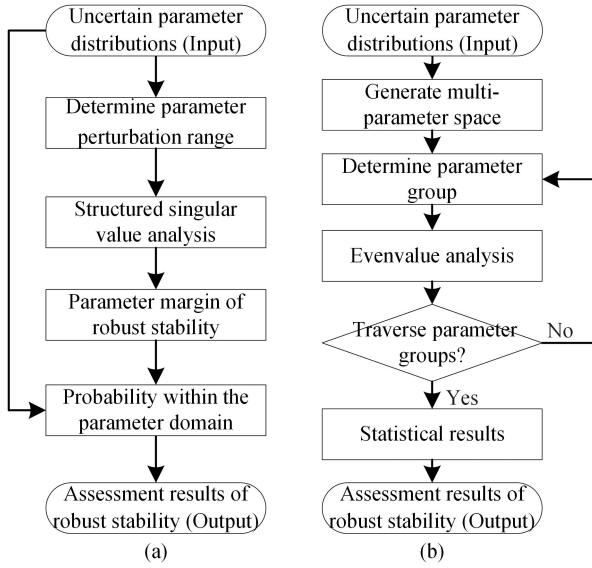 Uncertain parameter
distributions (Input)
Determine parameter
perturbation range
Structured singular
value analysis
Parameter margin of
robust stability
Probability within the
parameter domain
Assessment results of
robust stability (Output)
(a)
Uncertain parameter
distributions (Input)
Generate multi-
parameter space
Determine parameter
group
Evenvalue analysis
Traverse parameter
groups?
No
Yes
Statistical results
Assessment results of
robust stability (Output)
(b)